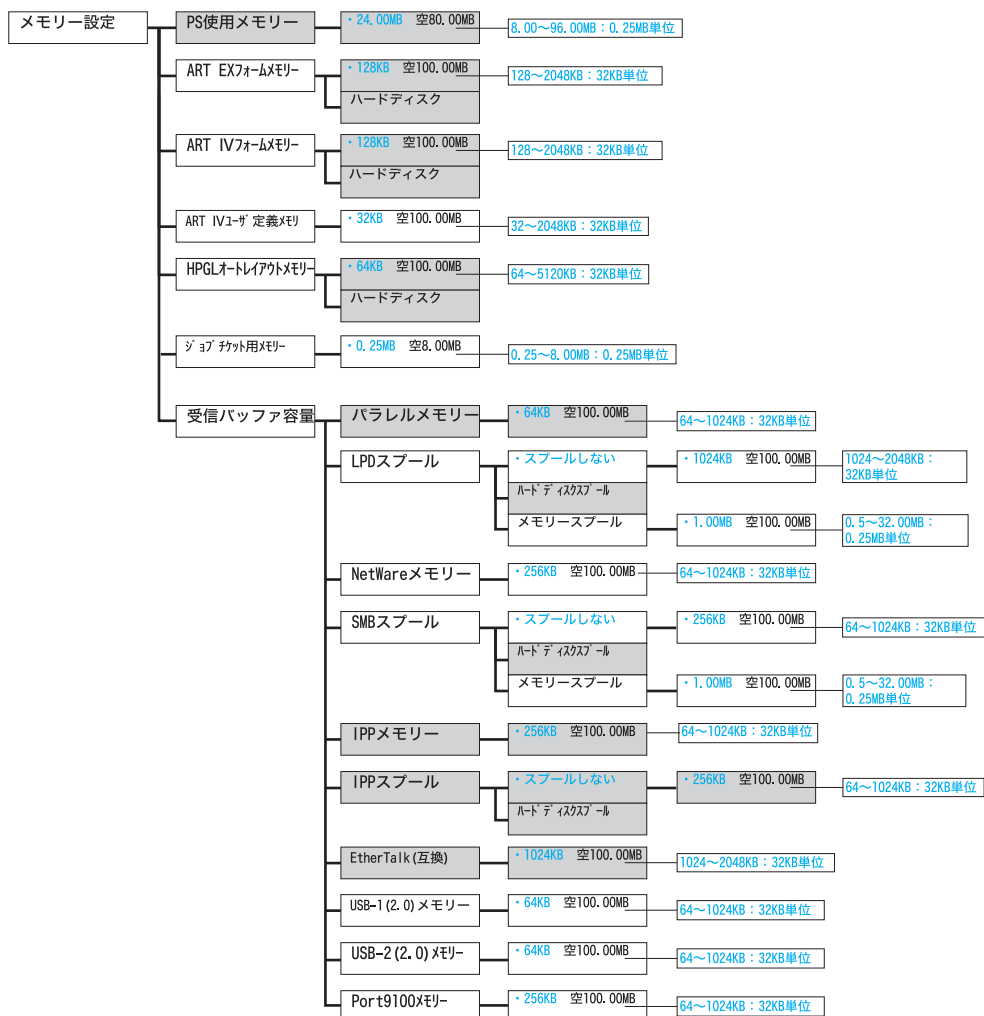 メモリー設定
PS使用メモリー
・24.00MB 空80.00MB
8.00～96.00MB：0.25MB単位
ART EXフォームメモリー
・128KB 空100.00MB
128～2048KB：32KB単位
ハードディスク
ART IVフォームメモリー
・128KB 空100.00MB
128～2048KB：32KB単位
ハードディスク
ART IVユーザ定義メモリ
・32KB 空100.00MB
32～2048KB：32KB単位
HPGLオートレイアウトメモリー
・64KB 空100.00MB
64～5120KB：32KB単位
ハードディスク
ジョブチケット用メモリー
・0.25MB 空8.00MB
0.25～8.00MB：0.25MB単位
受信バッファ容量
パラレルメモリー
・64KB 空100.00MB
64～1024KB：32KB単位
LPDスプール
・スプールしない
・1024KB 空100.00MB
1024～2048KB：
32KB単位
ハードディスクスプール
メモリースプール
・1.00MB 空100.00MB
0.5～32.00MB：
0.25MB単位
NetWareメモリー
・256KB 空100.00MB
64～1024KB：32KB単位
SMBスプール
・スプールしない
・256KB 空100.00MB
64～1024KB：32KB単位
ハードディスクスプール
メモリースプール
・1.00MB 空100.00MB
0.5～32.00MB：
0.25MB単位
IPPメモリー
・256KB 空100.00MB
64～1024KB：32KB単位
IPPスプール
・スプールしない
・256KB 空100.00MB
64～1024KB：32KB単位
ハードディスクスプール
EtherTalk(互換)
・1024KB 空100.00MB
1024～2048KB：32KB単位
USB-1(2.0)メモリー
・64KB 空100.00MB
64～1024KB：32KB単位
USB-2(2.0)メモリー
・64KB 空100.00MB
64～1024KB：32KB単位
Port9100メモリー
・256KB 空100.00MB
64～1024KB：32KB単位